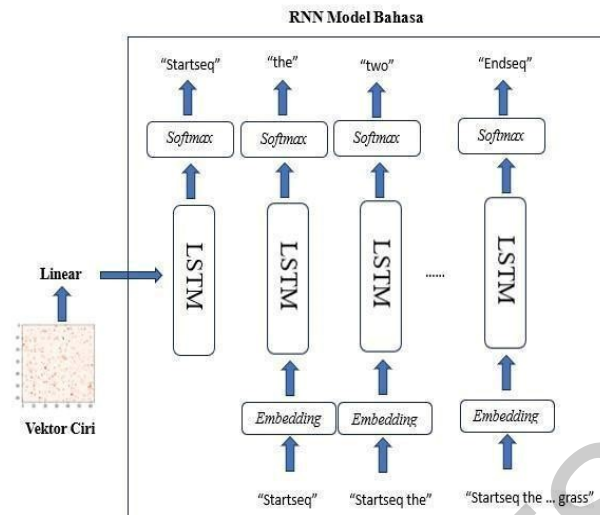 RNN Model Bahasa
“Startseq” “the” “two” “Endseq”
Softmax Softmax Softmax Softmax
LSTM LSTM LSTM ...... LSTM
Linear
Vektor Ciri
Embedding Embedding Embedding
“Startseq” “Startseq the” “Startseq the ... grass”